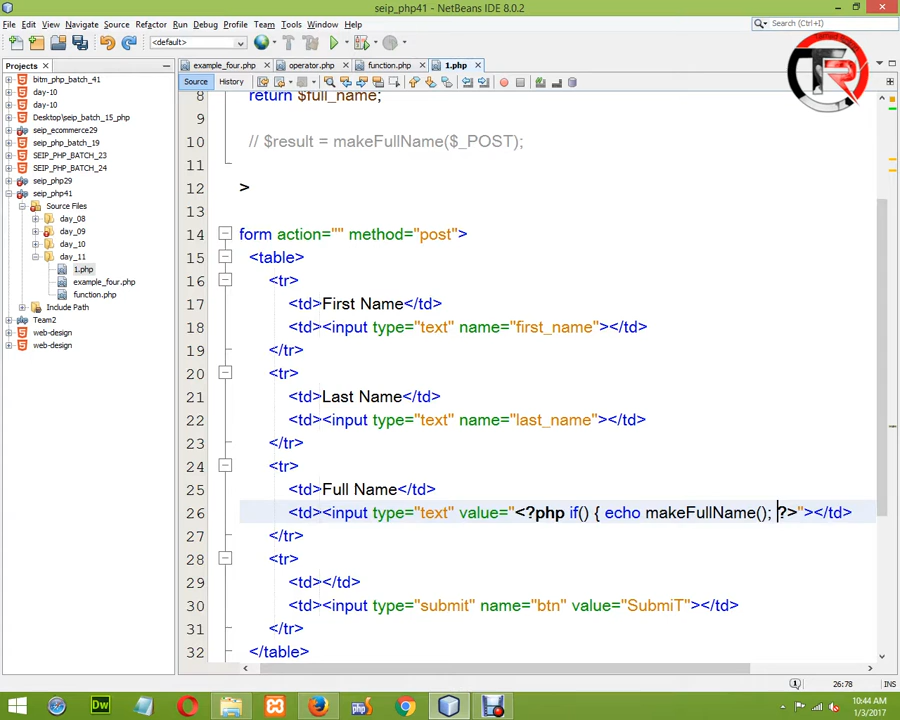 seip_php41 - NetBeans IDE 8.0.2
File Edit View Navigate Source Refactor Run Debug Profile Team Tools Window Help
Search (Ctrl+I)
<default>
Projects
example_four.php
operator.php
function.php
1.php
Source
History
bitm_php_batch_41
day-10
day-10
Desktop\seip_batch_15_php
seip_ecommerce29
seip_php_batch_19
SEIP_PHP_BATCH_23
SEIP_PHP_BATCH_24
seip_php29
seip_php41
Source Files
day_08
day_09
day_10
day_11
1.php
example_four.php
function.php
Include Path
Team2
web-design
web-design
8 return $full_name;
9
10 // $result = makeFullName($_POST);
11
12 >
13
14 form action="" method="post">
15 <table>
16 <tr>
17 <td>First Name</td>
18 <td><input type="text" name="first_name"></td>
19 </tr>
20 <tr>
21 <td>Last Name</td>
22 <td><input type="text" name="last_name"></td>
23 </tr>
24 <tr>
25 <td>Full Name</td>
26 <td><input type="text" value="<?php if() { echo makeFullName(); ?>"></td>
27 </tr>
28 <tr>
29 <td></td>
30 <td><input type="submit" name="btn" value="SubmiT"></td>
31 </tr>
32 </table>
26:78
INS
10:44 AM
1/3/2017